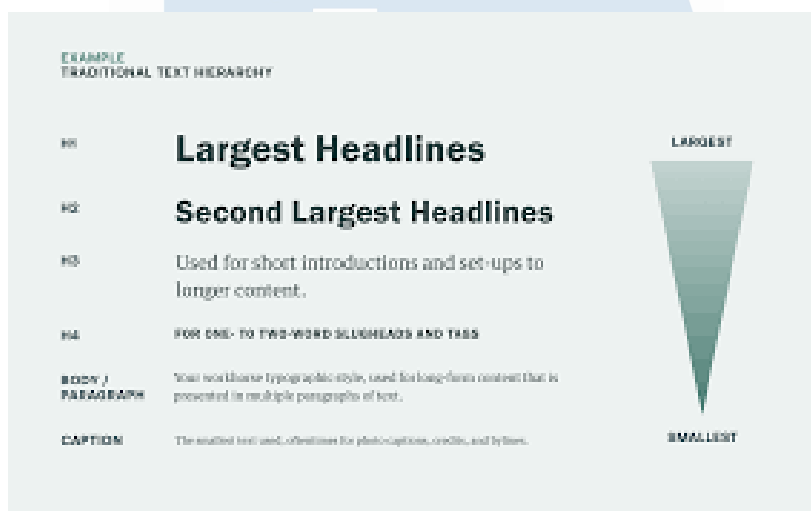 EXAMPLE
TRADITIONAL TEXT HIERARCHY
H1
Largest Headlines
LARGEST
H2
Second Largest Headlines
H3
Used for short introductions and set-ups to
longer content.
H4
FOR ONE- TO TWO-WORD SLUGHEADS AND TAGS
BODY /
PARAGRAPH
Your workhorse typographic style, used for long-form content that is
presented in multiple paragraphs of text.
CAPTION
The smallest text used, oftentimes for photo captions, credits, and bylines.
SMALLEST